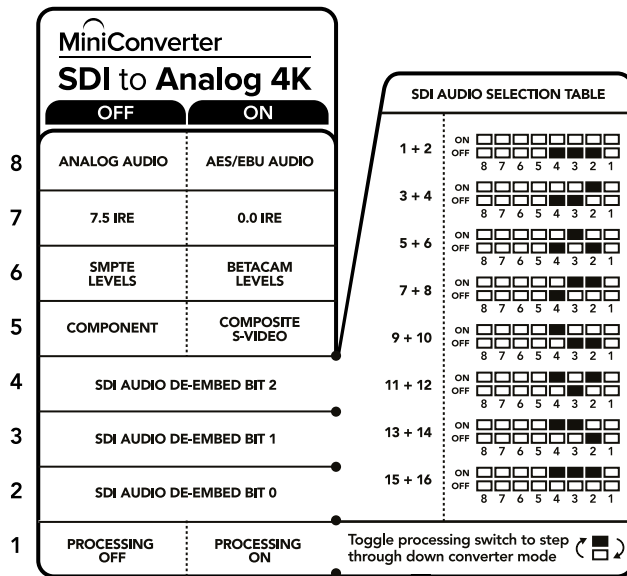 MiniConverter
SDI to Analog 4K
OFF ON
8 ANALOG AUDIO AES/EBU AUDIO
7 7.5 IRE 0.0 IRE
6 SMPTE LEVELS BETACAM LEVELS
5 COMPONENT COMPOSITE S-VIDEO
4 SDI AUDIO DE-EMBED BIT 2
3 SDI AUDIO DE-EMBED BIT 1
2 SDI AUDIO DE-EMBED BIT 0
1 PROCESSING OFF PROCESSING ON
SDI AUDIO SELECTION TABLE
1 + 2
ON
OFF
8 7 6 5 4 3 2 1
3 + 4
ON
OFF
8 7 6 5 4 3 2 1
5 + 6
ON
OFF
8 7 6 5 4 3 2 1
7 + 8
ON
OFF
8 7 6 5 4 3 2 1
9 + 10
ON
OFF
8 7 6 5 4 3 2 1
11 + 12
ON
OFF
8 7 6 5 4 3 2 1
13 + 14
ON
OFF
8 7 6 5 4 3 2 1
15 + 16
ON
OFF
8 7 6 5 4 3 2 1
Toggle processing switch to step
through down converter mode